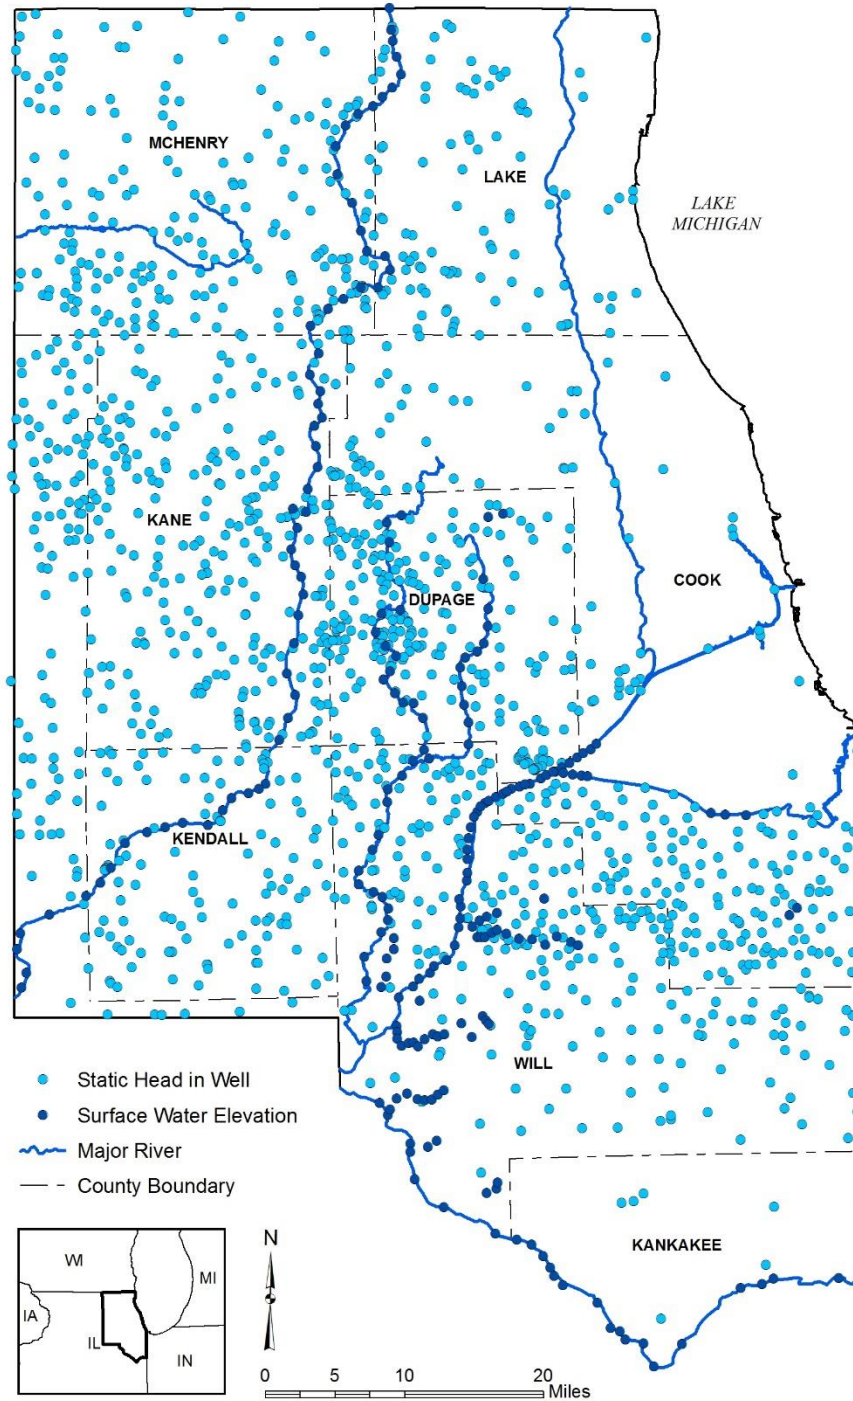 MCHENRY
LAKE
LAKE
MICHIGAN
KANE
COOK
DUPAGE
KENDALL
WILL
KANKAKEE
Static Head in Well
Surface Water Elevation
Major River
County Boundary
WI
MI
IA
IL
IN
N
0 5 10 20
Miles